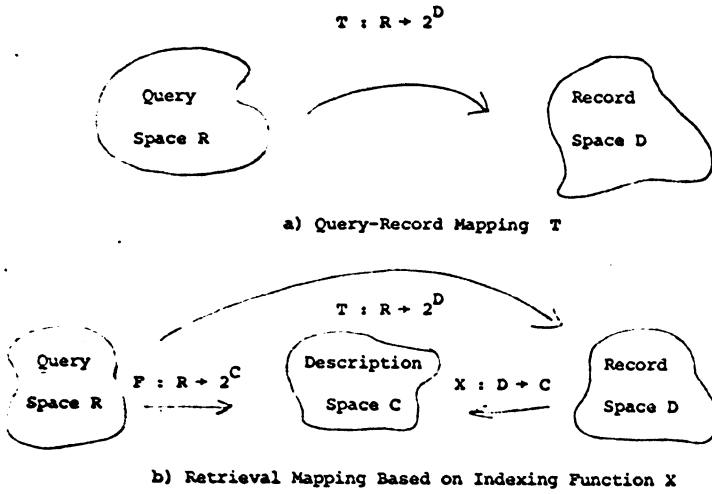 T : R → 2^D
Query
Space R
Record
Space D
a) Query-Record Mapping T
T : R → 2^D
Query
Space R
F : R → 2^C
Description
Space C
X : D → C
Record
Space D
b) Retrieval Mapping Based on Indexing Function X